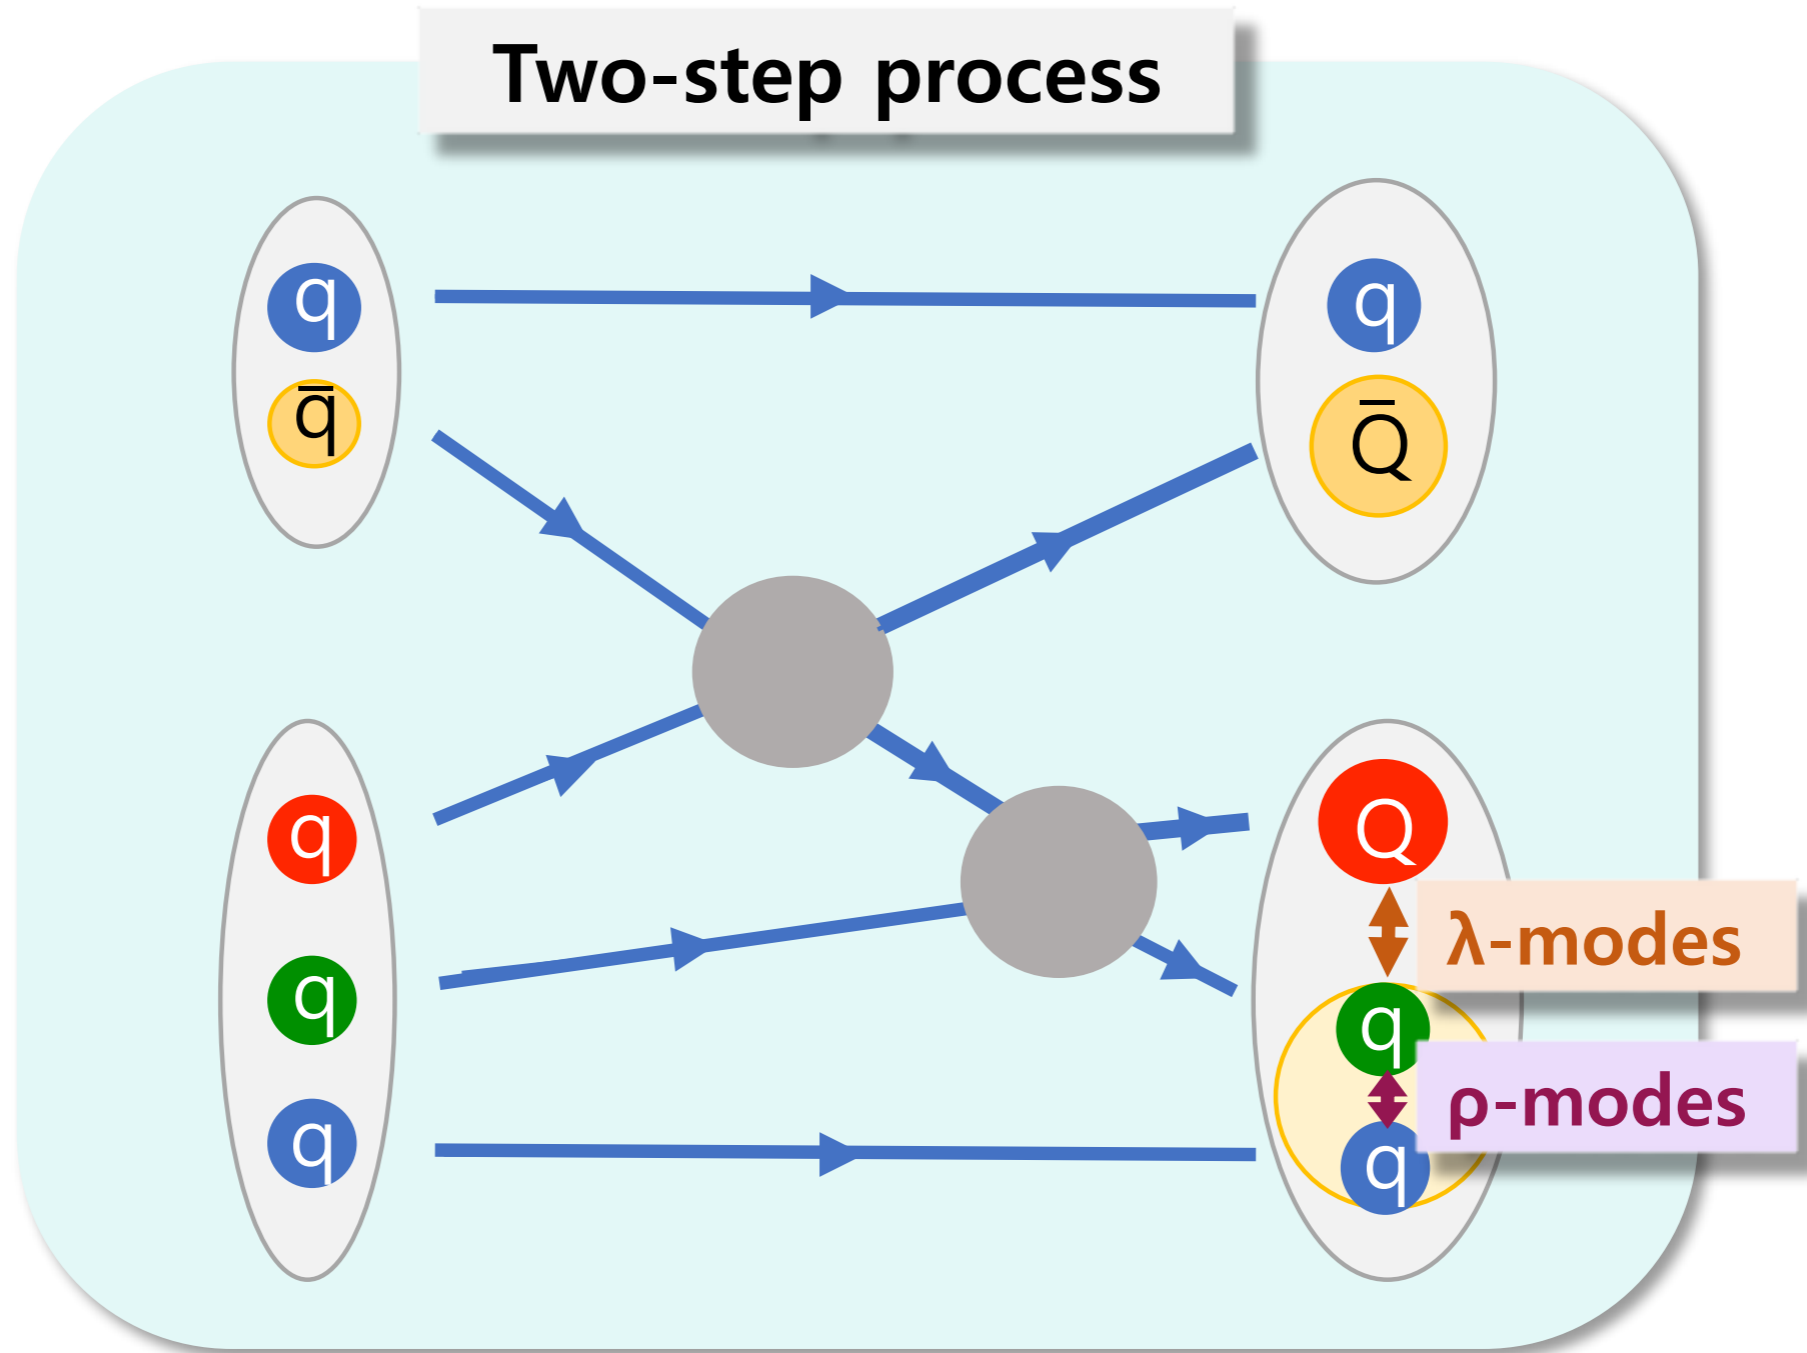 Two-step process
q
q̅
q
q
q
q
Q̅
Q
λ-modes
q
ρ-modes
q